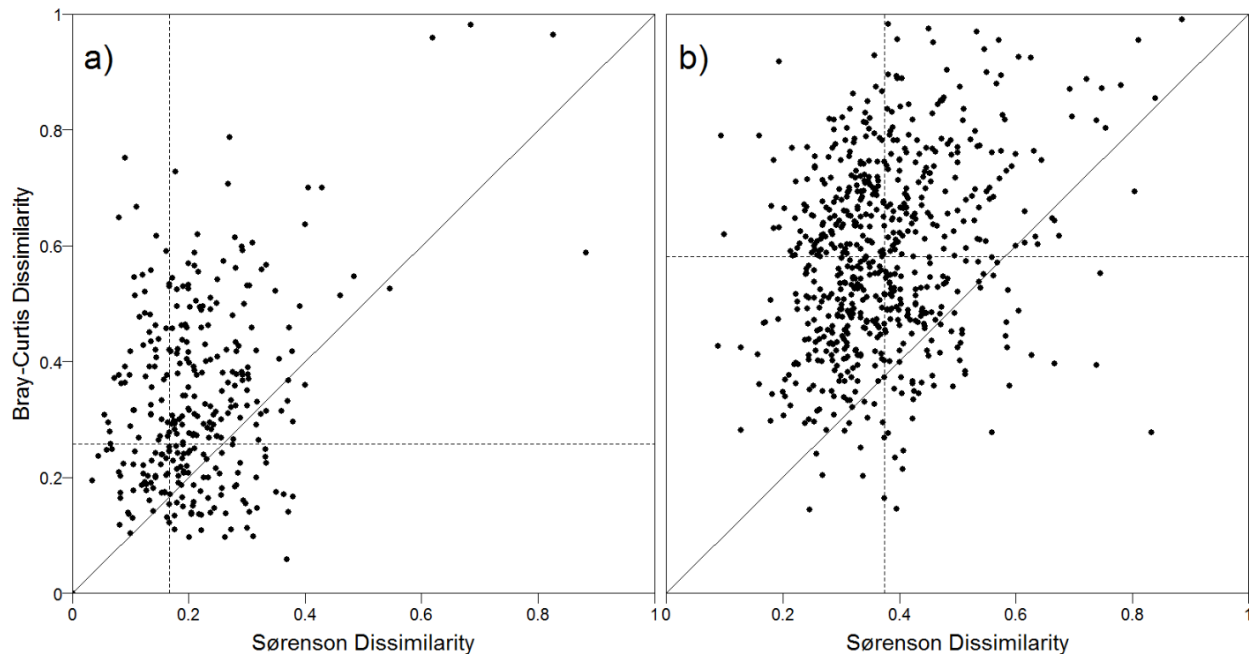 a)
b)
Bray-Curtis Dissimilarity
1
0.8
0.6
0.4
0.2
0
0 0.2 0.4 0.6 0.8 1
0.2 0.4 0.6 0.8 1
Sørenson Dissimilarity
Sørenson Dissimilarity